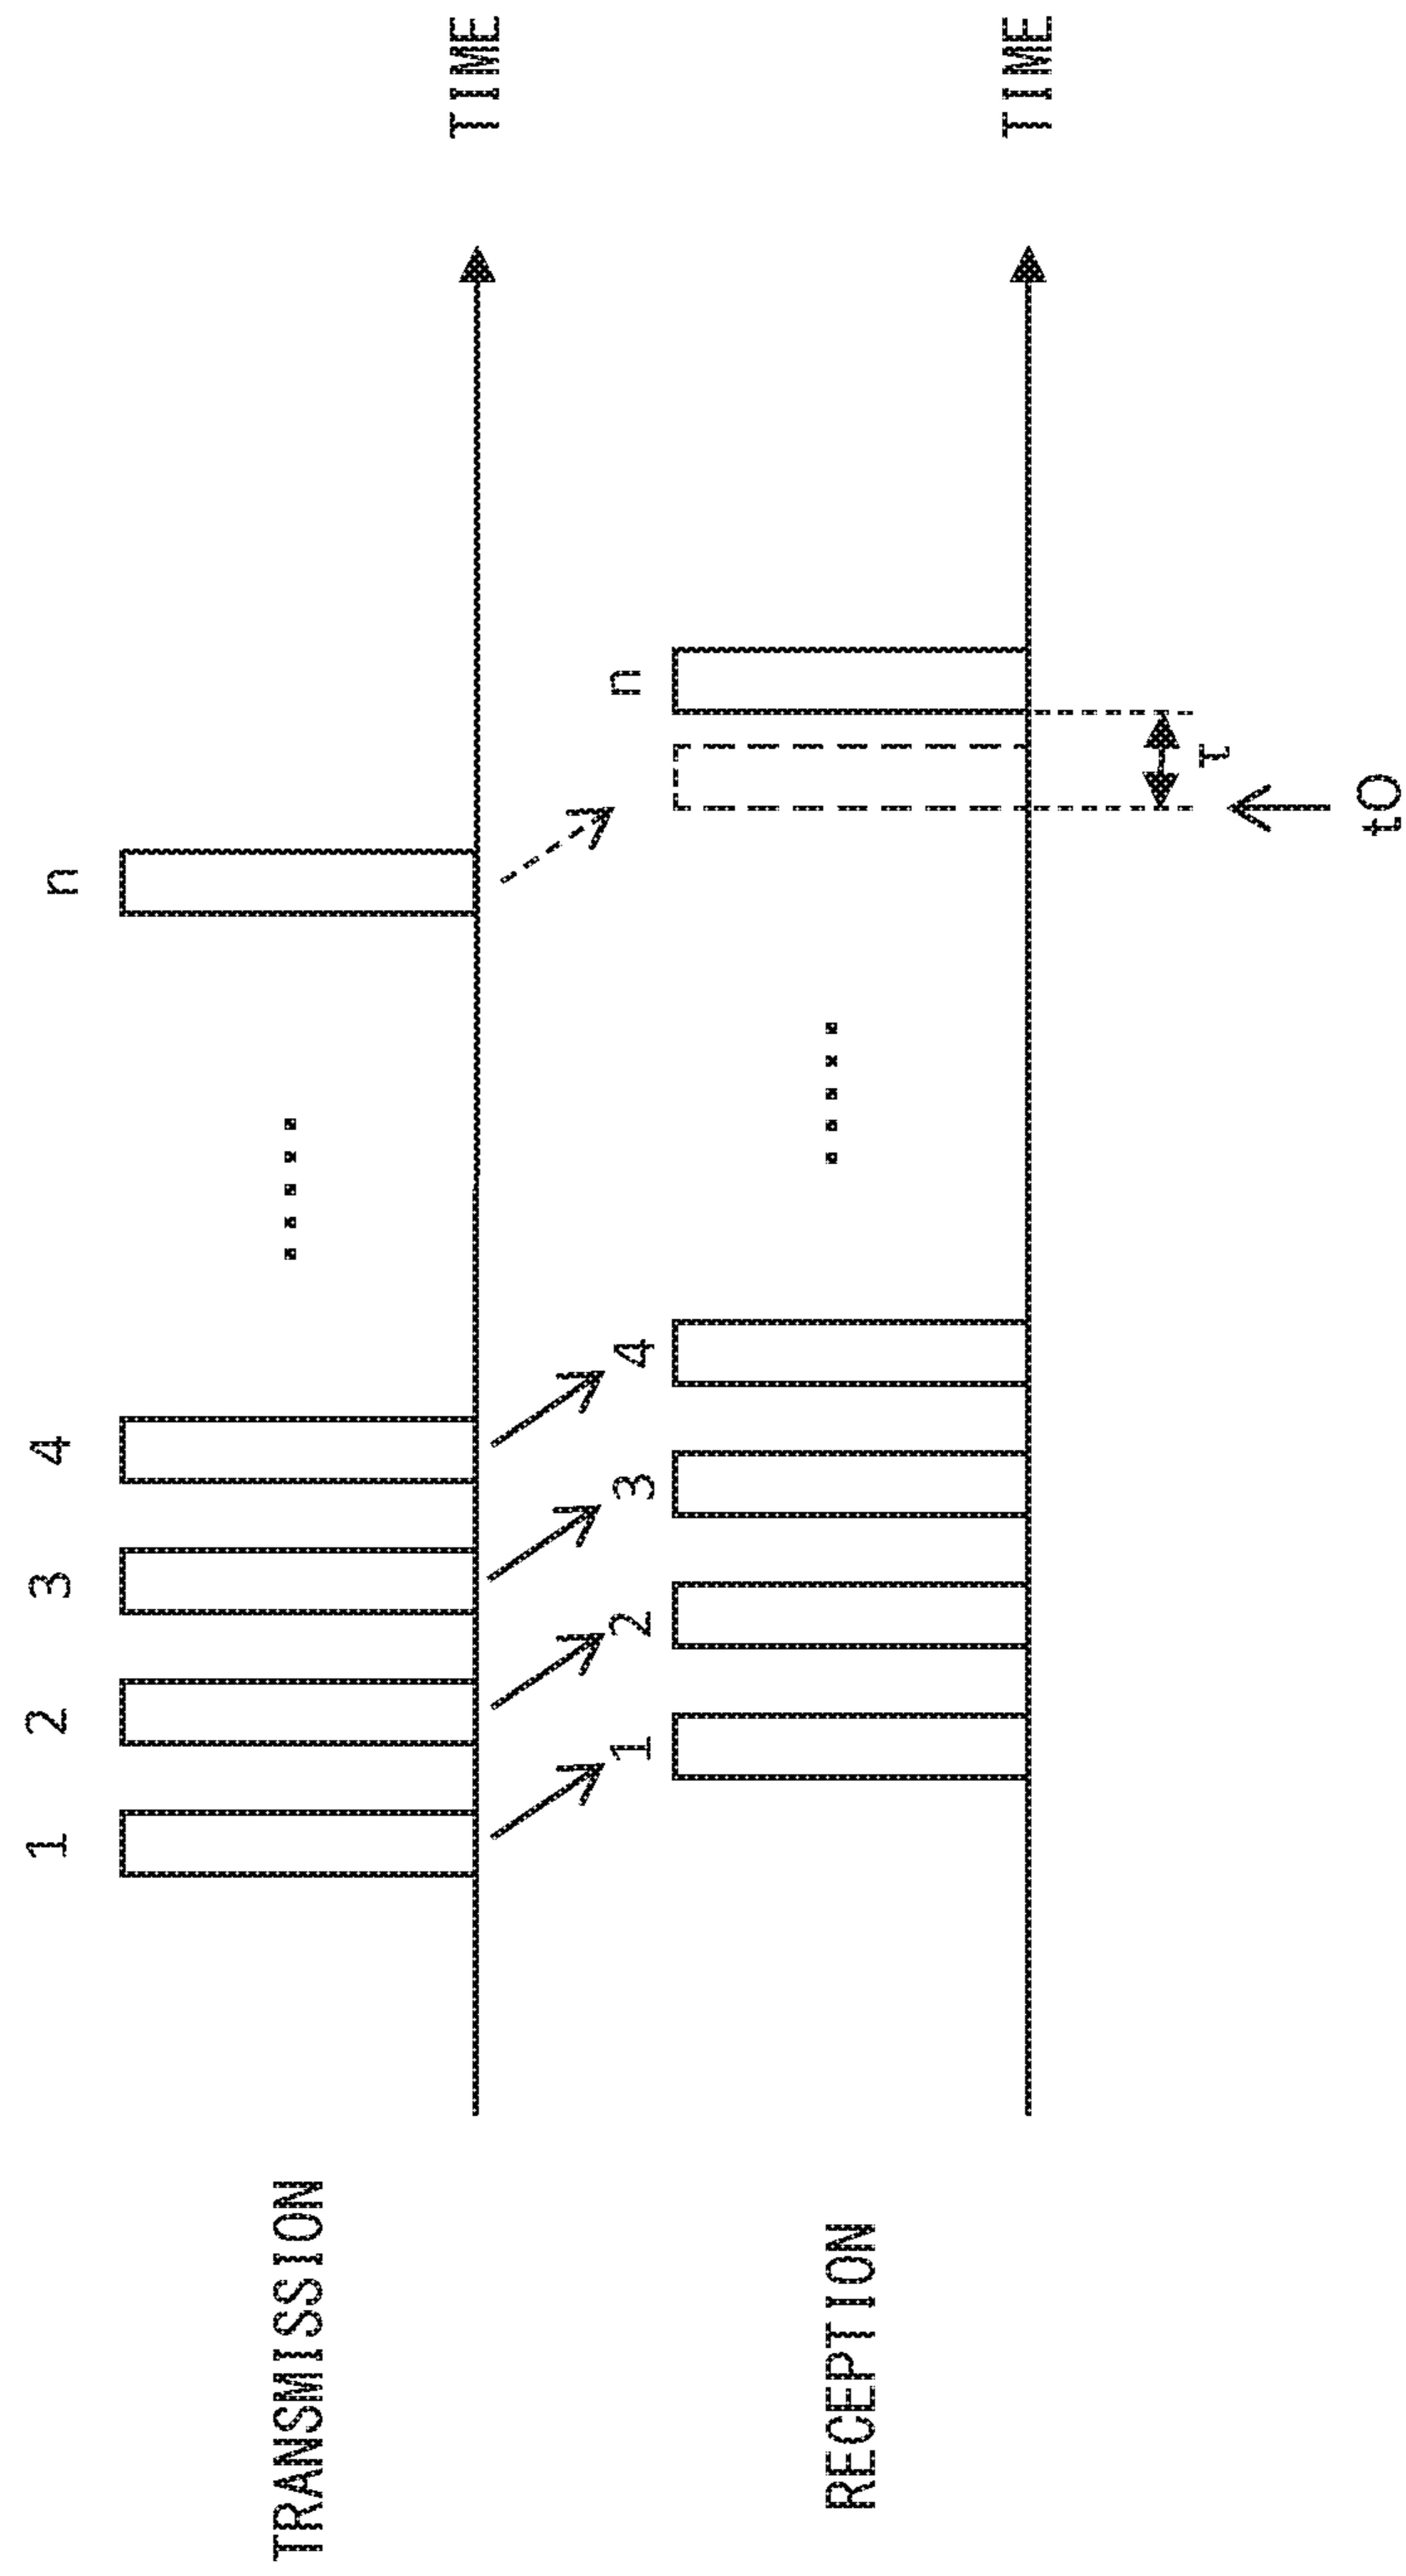 1 2 3 4 ..... n
TRANSMISSION
TIME
1 2 3 4 n
.....
RECEPTION
TIME
τ
t0